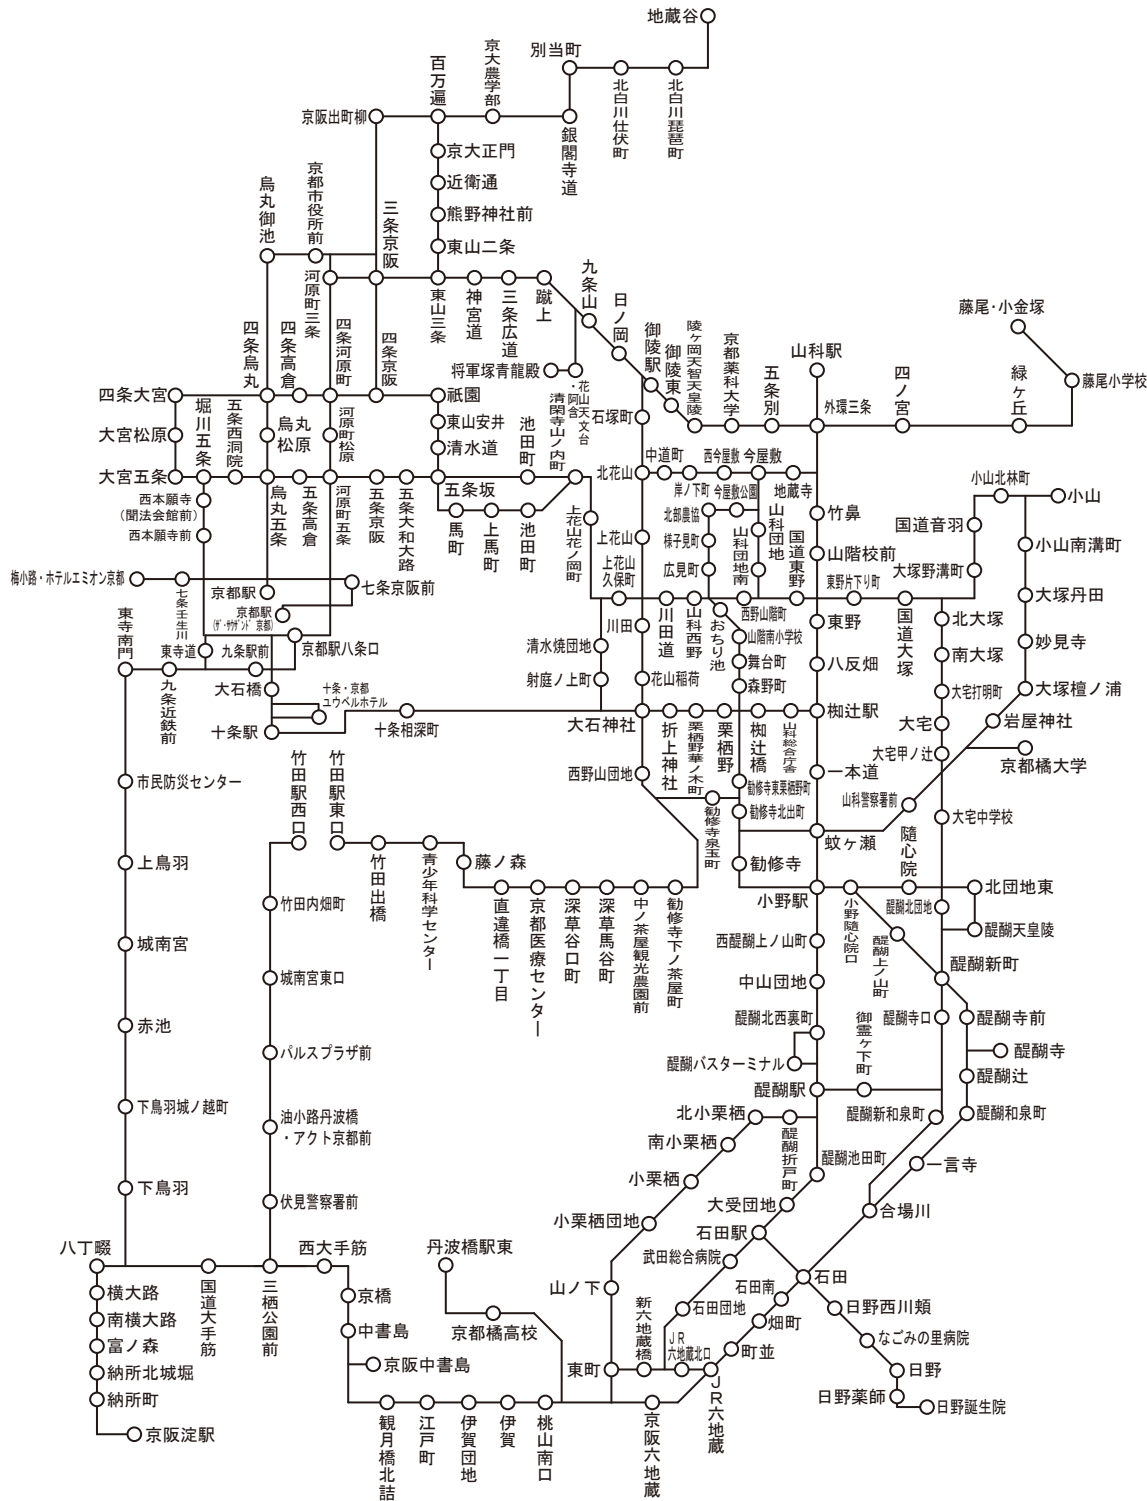 地蔵谷
別当町
北白川仕伏町
北白川琵琶町
京大農学部
百万遍
京阪出町柳
銀閣寺道
京大正門
近衛通
熊野神社前
東山二条
烏丸御池
京都市役所前
三条京阪
河原町三条
東山三条
神宮道
三条広道
蹴上
九条山
日ノ岡
御陵駅
御陵東
陵ヶ岡天智天皇陵
京都薬科大学
五条別
山科駅
外環三条
四ノ宮
緑ヶ丘
藤尾・小金塚
藤尾小学校
将軍塚青龍殿
花山天文台
・阿含
清閑寺山ノ内町
四条大宮
四条烏丸
四条高倉
四条河原町
四条京阪
祇園
石塚町
大宮松原
堀川五条
五条西洞院
烏丸
松原
河原町松原
東山安井
清水道
池田町
大宮五条
西本願寺
(聞法会館前)
西本願寺前
烏丸五条
五条高倉
河原町五条
五条京阪
五条大和大路
五条坂
馬町
上馬町
池田町
上花山花ノ岡町
北花山
中道町
西今屋敷
今屋敷
地蔵寺
岸ノ下町
今屋敷公園
北部農協
様子見町
広見町
山科団地
山科団地南
国道東野
竹鼻
山階校前
東野片下り町
小山北林町
小山
国道音羽
大塚野溝町
小山南溝町
大塚丹田
妙見寺
大塚檀ノ浦
岩屋神社
京都橘大学
上花山
上花山
久保町
川田
川田道
山科西野
おちり池
西野山階町
山階南小学校
舞台町
森野町
東野
八反畑
国道大塚
北大塚
南大塚
大宅打明町
大宅
大宅甲ノ辻
大宅中学校
梅小路・ホテルエミオン京都
七条壬生川
京都駅
京都駅
(ザ・サウザンド 京都)
七条京阪前
東寺南門
東寺道
九条駅前
京都駅八条口
九条近鉄前
大石橋
十条・京都
ユウベルホテル
十条駅
十条相深町
清水焼団地
射庭ノ上町
花山稲荷
大石神社
折上神社
栗栖野華ノ木町
栗栖野
椥辻橋
山科総合庁舎
椥辻駅
西野山団地
一本道
山科警察署前
勧修寺東栗栖野町
勧修寺北出町
勧修寺泉玉町
勧修寺
蚊ヶ瀬
小野駅
小野隨心院口
隨心院
北団地東
醍醐北団地
醍醐天皇陵
醍醐上ノ山町
醍醐新町
市民防災センター
上鳥羽
城南宮
赤池
下鳥羽城ノ越町
下鳥羽
竹田駅西口
竹田駅東口
竹田出橋
青少年科学センター
藤ノ森
直違橋一丁目
京都医療センター
深草谷口町
深草馬谷町
中ノ茶屋観光農園前
勧修寺下ノ茶屋町
竹田内畑町
城南宮東口
パルスプラザ前
油小路丹波橋
・アクト京都前
伏見警察署前
西醍醐上ノ山町
中山団地
醍醐北西裏町
醍醐バスターミナル
醍醐駅
御霊ヶ下町
醍醐寺口
醍醐寺前
醍醐寺
醍醐辻
醍醐新和泉町
醍醐和泉町
一言寺
合場川
北小栗栖
南小栗栖
小栗栖
小栗栖団地
醍醐折戸町
醍醐池田町
大受団地
石田駅
武田総合病院
石田
石田南
石田団地
畑町
町並
日野西川頬
なごみの里病院
日野
日野薬師
日野誕生院
山ノ下
東町
新六地蔵橋
JR
六地蔵北口
JR六地蔵
京阪六地蔵
八丁畷
横大路
南横大路
富ノ森
納所北城堀
納所町
京阪淀駅
国道大手筋
三栖公園前
西大手筋
京橋
中書島
京阪中書島
丹波橋駅東
京都橘高校
観月橋北詰
江戸町
伊賀団地
伊賀
桃山南口